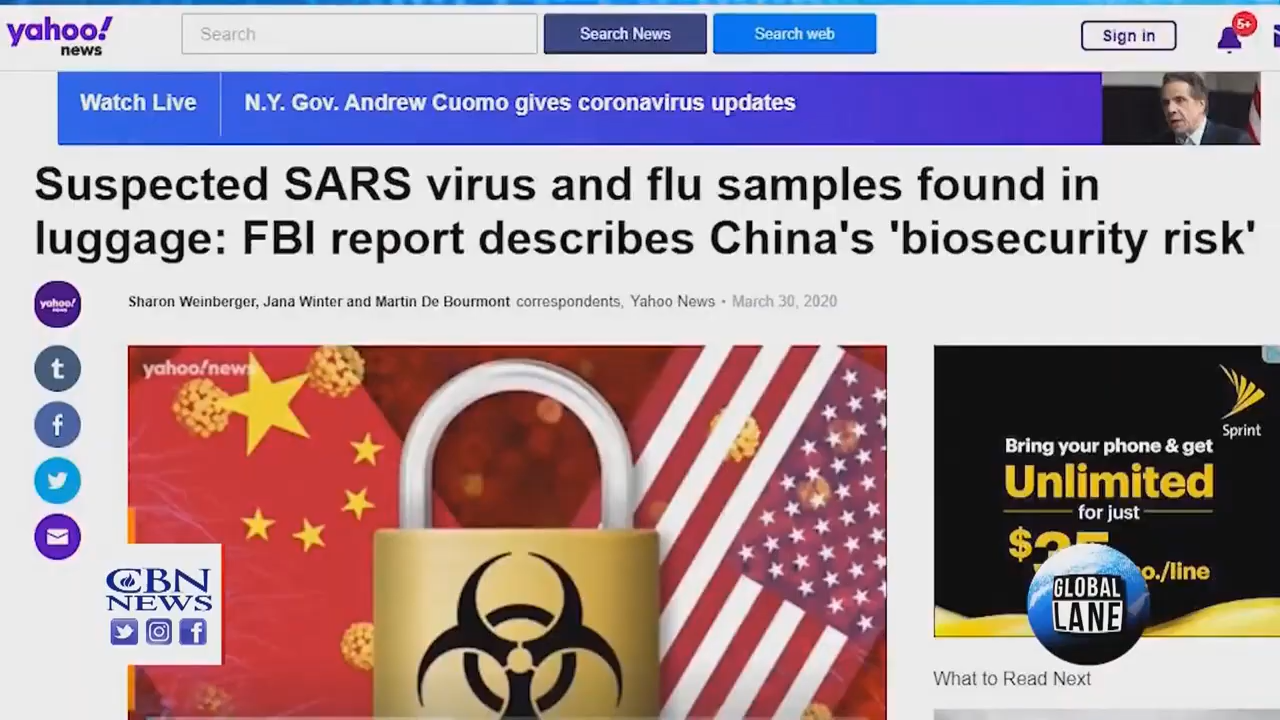 yahoo!
news
Search
Search News
Search web
Sign in
5+
Watch Live
N.Y. Gov. Andrew Cuomo gives coronavirus updates
Suspected SARS virus and flu samples found in
luggage: FBI report describes China's 'biosecurity risk'
yahoo!
news
Sharon Weinberger, Jana Winter and Martin De Bourmont correspondents, Yahoo News • March 30, 2020
yahoo!news
Sprint
Bring your phone & get
Unlimited
for just
o./line
CBN
NEWS
GLOBAL
LANE
What to Read Next